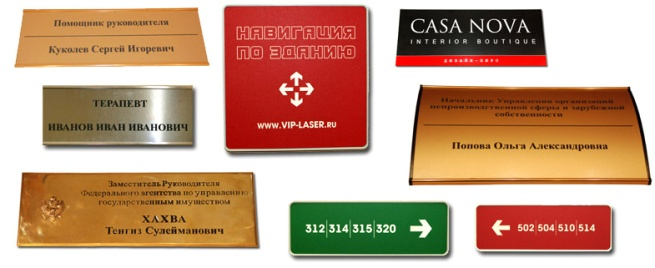 Помощник руководителя
Куколев Сергей Игоревич
ТЕРАПЕВТ
ИВАНОВ ИВАН ИВАНОВИЧ
Заместитель Руководителя
Федерального агентства по управлению
государственным имуществом
ХАХВА
Тенгиз Сулейманович
НАВИГАЦИЯ
ПО ЗДАНИЮ
WWW.VIP-LASER.RU
312 314 315 320
CASA NOVA
INTERIOR BOUTIQUE
дизайн-бюро
Начальник Управления организаций
непроизводственной сферы и зарубежной
собственности
Попова Ольга Александровна
502 504 510 514